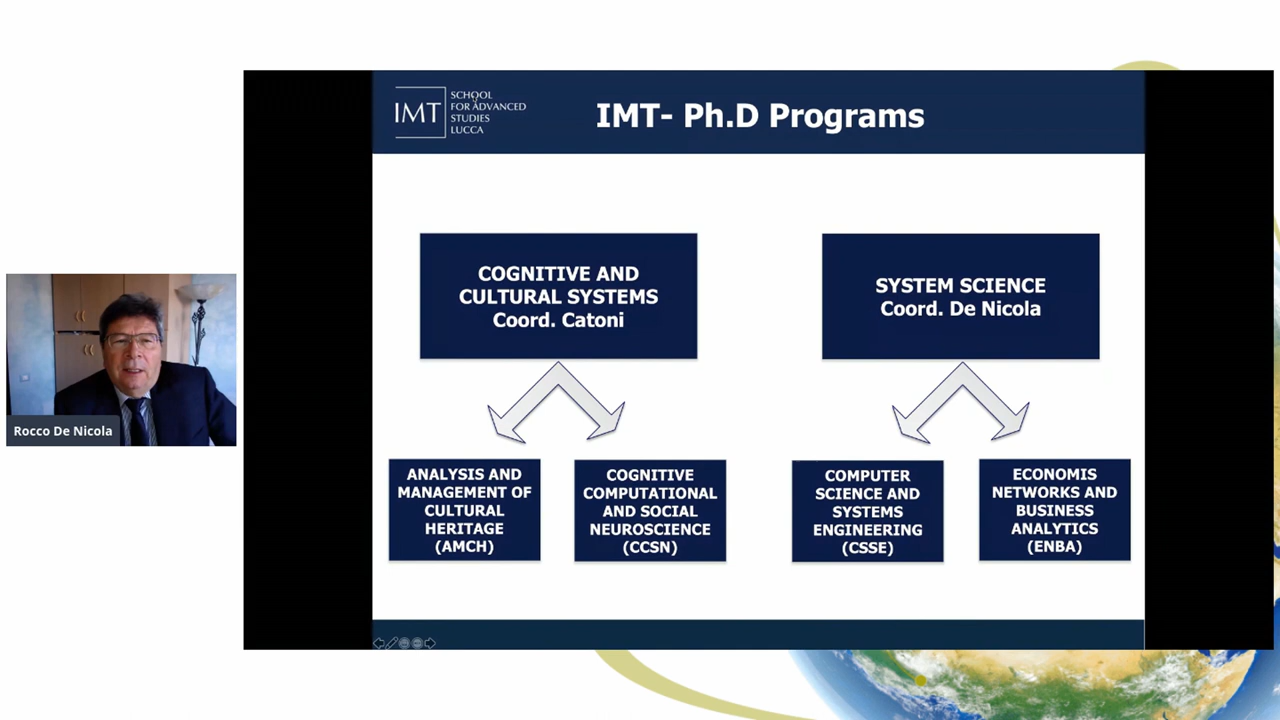 IMT
SCHOOL
FOR ADVANCED
STUDIES
LUCCA
IMT- Ph.D Programs
COGNITIVE AND
CULTURAL SYSTEMS
Coord. Catoni
SYSTEM SCIENCE
Coord. De Nicola
ANALYSIS AND
MANAGEMENT OF
CULTURAL
HERITAGE
(AMCH)
COGNITIVE
COMPUTATIONAL
AND SOCIAL
NEUROSCIENCE
(CCSN)
COMPUTER
SCIENCE AND
SYSTEMS
ENGINEERING
(CSSE)
ECONOMIS
NETWORKS AND
BUSINESS
ANALYTICS
(ENBA)
Rocco De Nicola